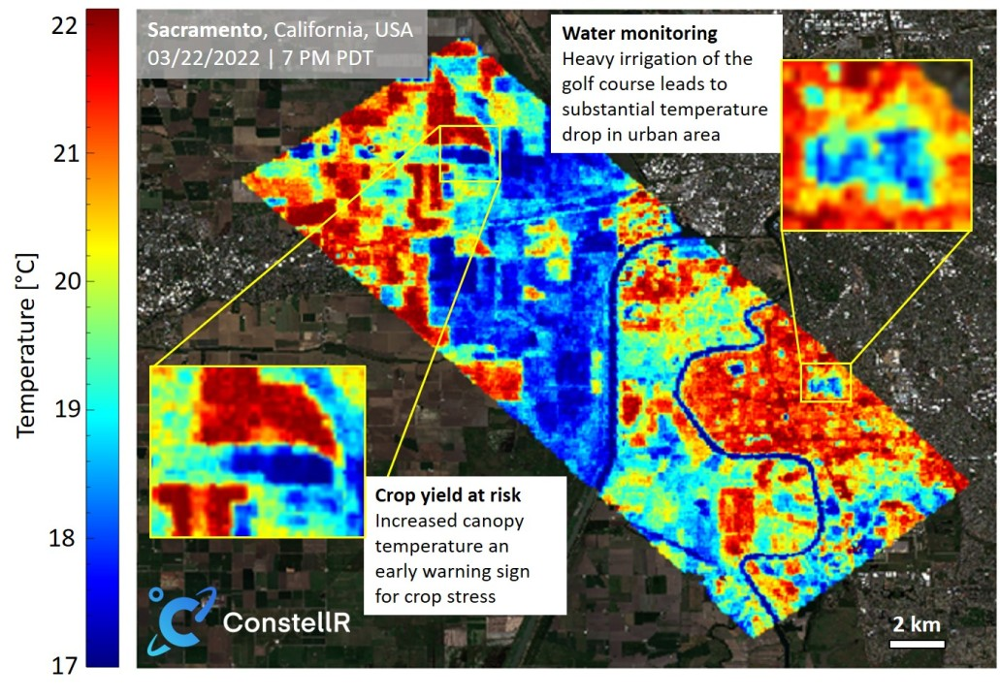 Sacramento, California, USA
03/22/2022 | 7 PM PDT
Water monitoring
Heavy irrigation of the
golf course leads to
substantial temperature
drop in urban area
Temperature [°C]
22
21
20
19
18
17
Crop yield at risk
Increased canopy
temperature an
early warning sign
for crop stress
ConstellR
2 km